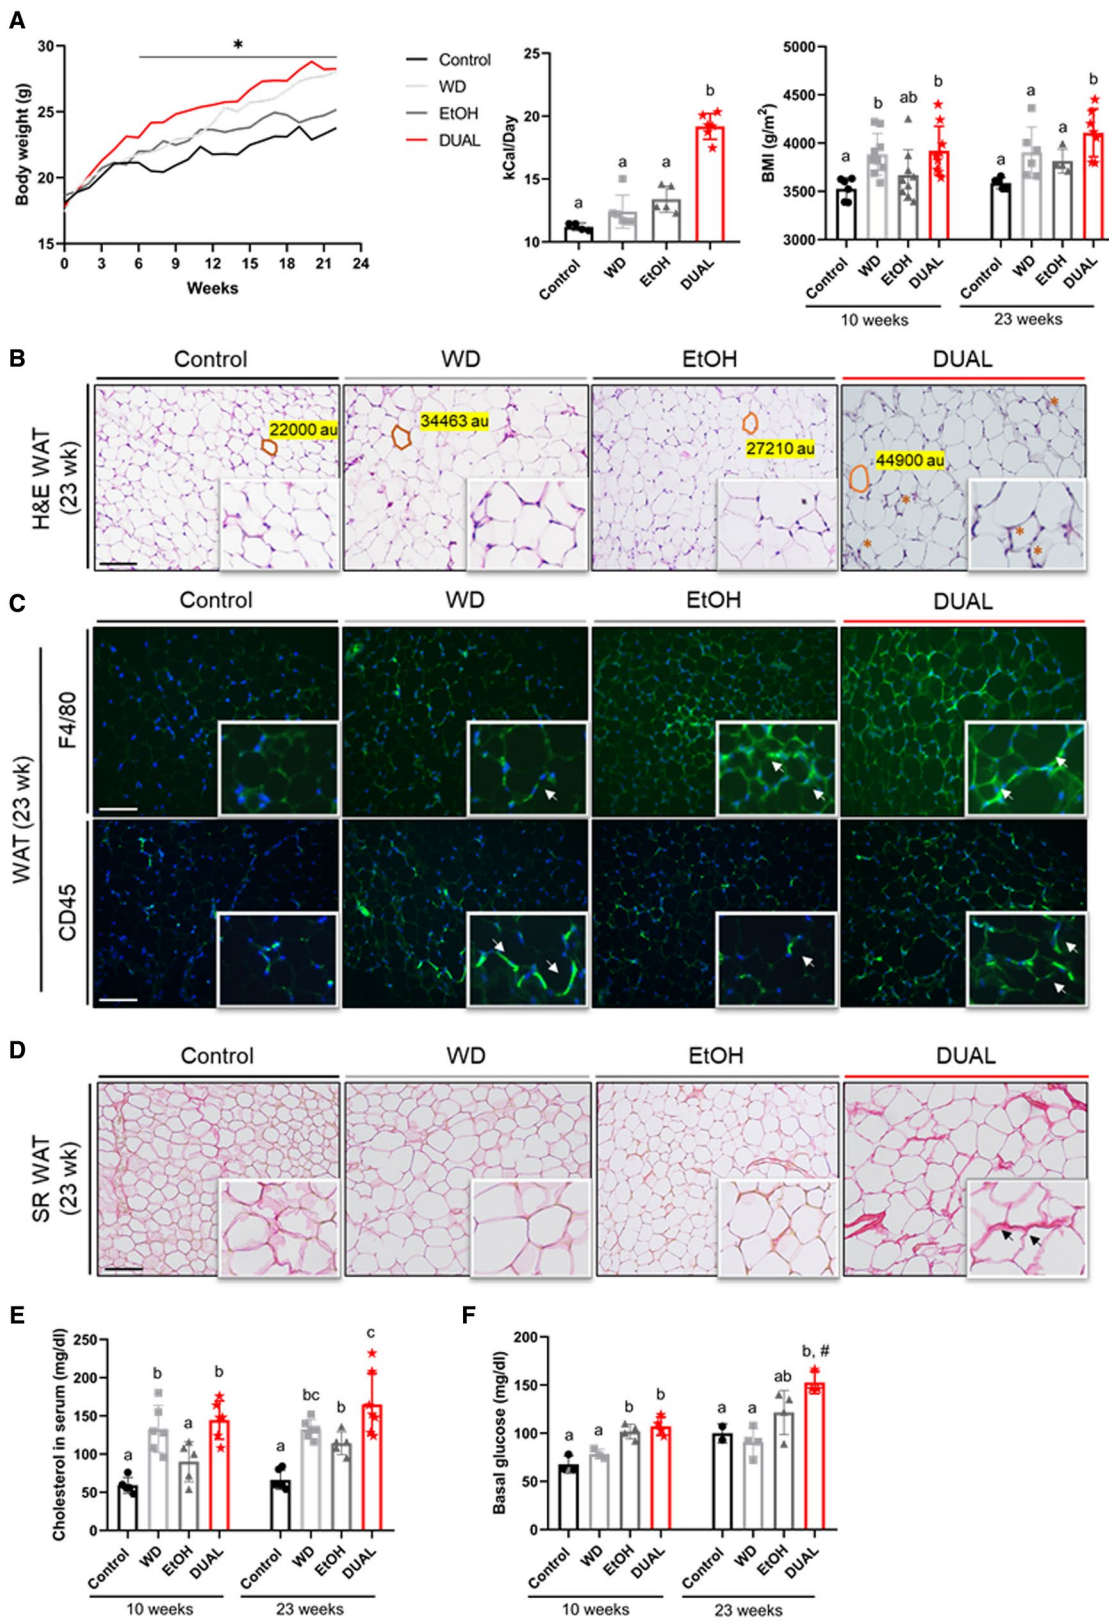 A
30
25
20
15
Body weight (g)
*
0 3 6 9 12 15 18 21 24
Weeks
Control
WD
EtOH
DUAL
25
20
15
10
kCal/Day
a
a
a
b
Control
WD
EtOH
DUAL
5000
4500
4000
3500
3000
BMI (g/m²)
a
b
ab
b
a
a
a
b
Control
WD
EtOH
DUAL
Control
WD
EtOH
DUAL
10 weeks
23 weeks
B
Control
WD
EtOH
DUAL
H&E WAT
(23 wk)
22000 au
34463 au
27210 au
44900 au
*
*
*
*
*
C
Control
WD
EtOH
DUAL
WAT (23 wk)
F4/80
CD45
D
Control
WD
EtOH
DUAL
SR WAT
(23 wk)
E
250
200
150
100
50
0
Cholesterol in serum (mg/dl)
a
b
a
b
a
bc
b
c
Control
WD
EtOH
DUAL
Control
WD
EtOH
DUAL
10 weeks
23 weeks
F
200
150
100
50
0
Basal glucose (mg/dl)
a
a
b
b
a
a
ab
b, #
Control
WD
EtOH
DUAL
Control
WD
EtOH
DUAL
10 weeks
23 weeks